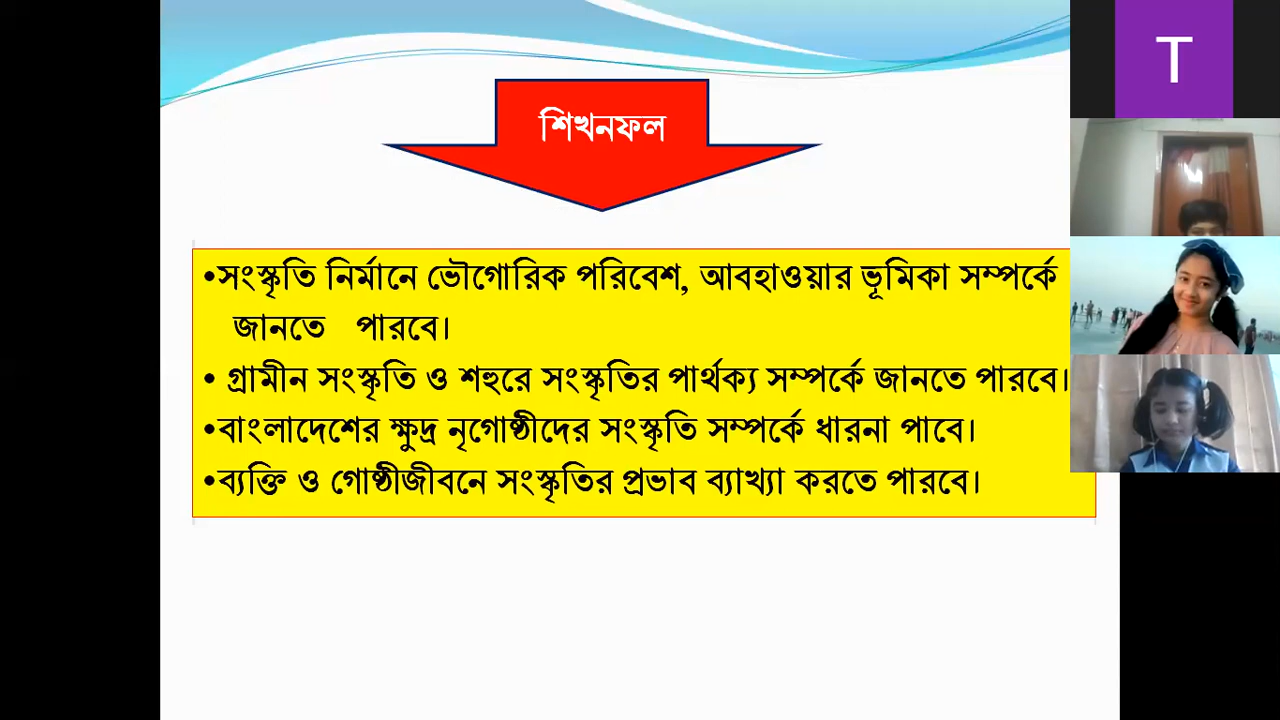 T
শিখনফল
•সংস্কৃতি নির্মানে ভৌগোরিক পরিবেশ, আবহাওয়ার ভূমিকা সম্পর্কে
জানতে পারবে।
• গ্রামীন সংস্কৃতি ও শহুরে সংস্কৃতির পার্থক্য সম্পর্কে জানতে পারবে।
•বাংলাদেশের ক্ষুদ্র নৃগোষ্ঠীদের সংস্কৃতি সম্পর্কে ধারনা পাবে।
•ব্যক্তি ও গোষ্ঠীজীবনে সংস্কৃতির প্রভাব ব্যাখ্যা করতে পারবে।